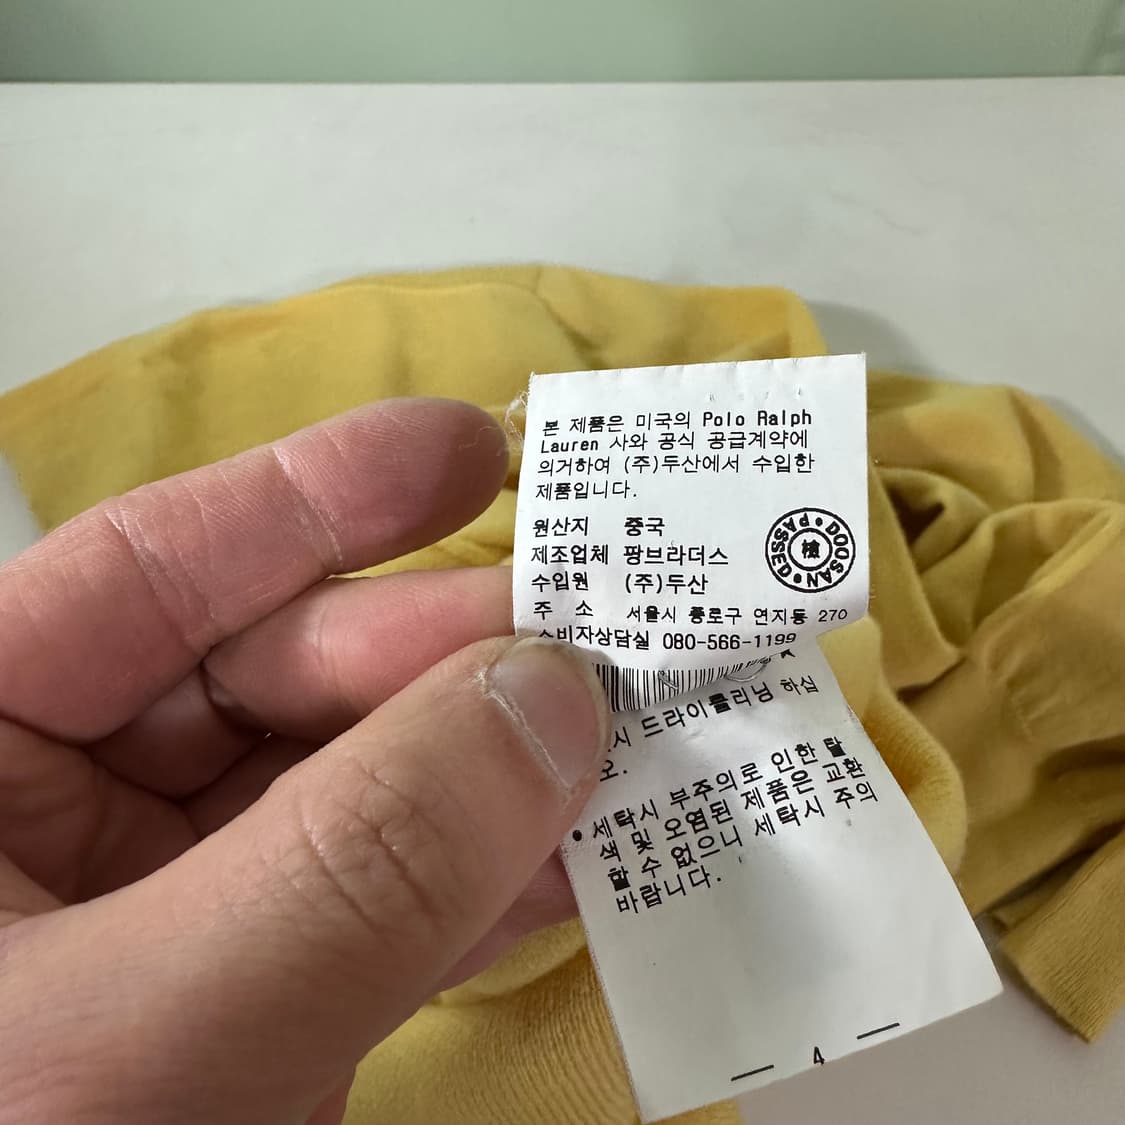 본 제품은 미국의 Polo Ralph
Lauren 사와 공식 공급계약에
의거하여 (주)두산에서 수입한
제품입니다.
원산지 중국
제조업체 팡브라더스
수입원 (주)두산
주 소 서울시 종로구 연지동 270
소비자상담실 080-566-1199
DOOSAN • PASSED •
檢
드라이클리닝 하십
오.
• 세탁시 부주의로 인한 탈
색 및 오염된 제품은 교환
할 수 없으니 세탁시 주의
바랍니다.
4